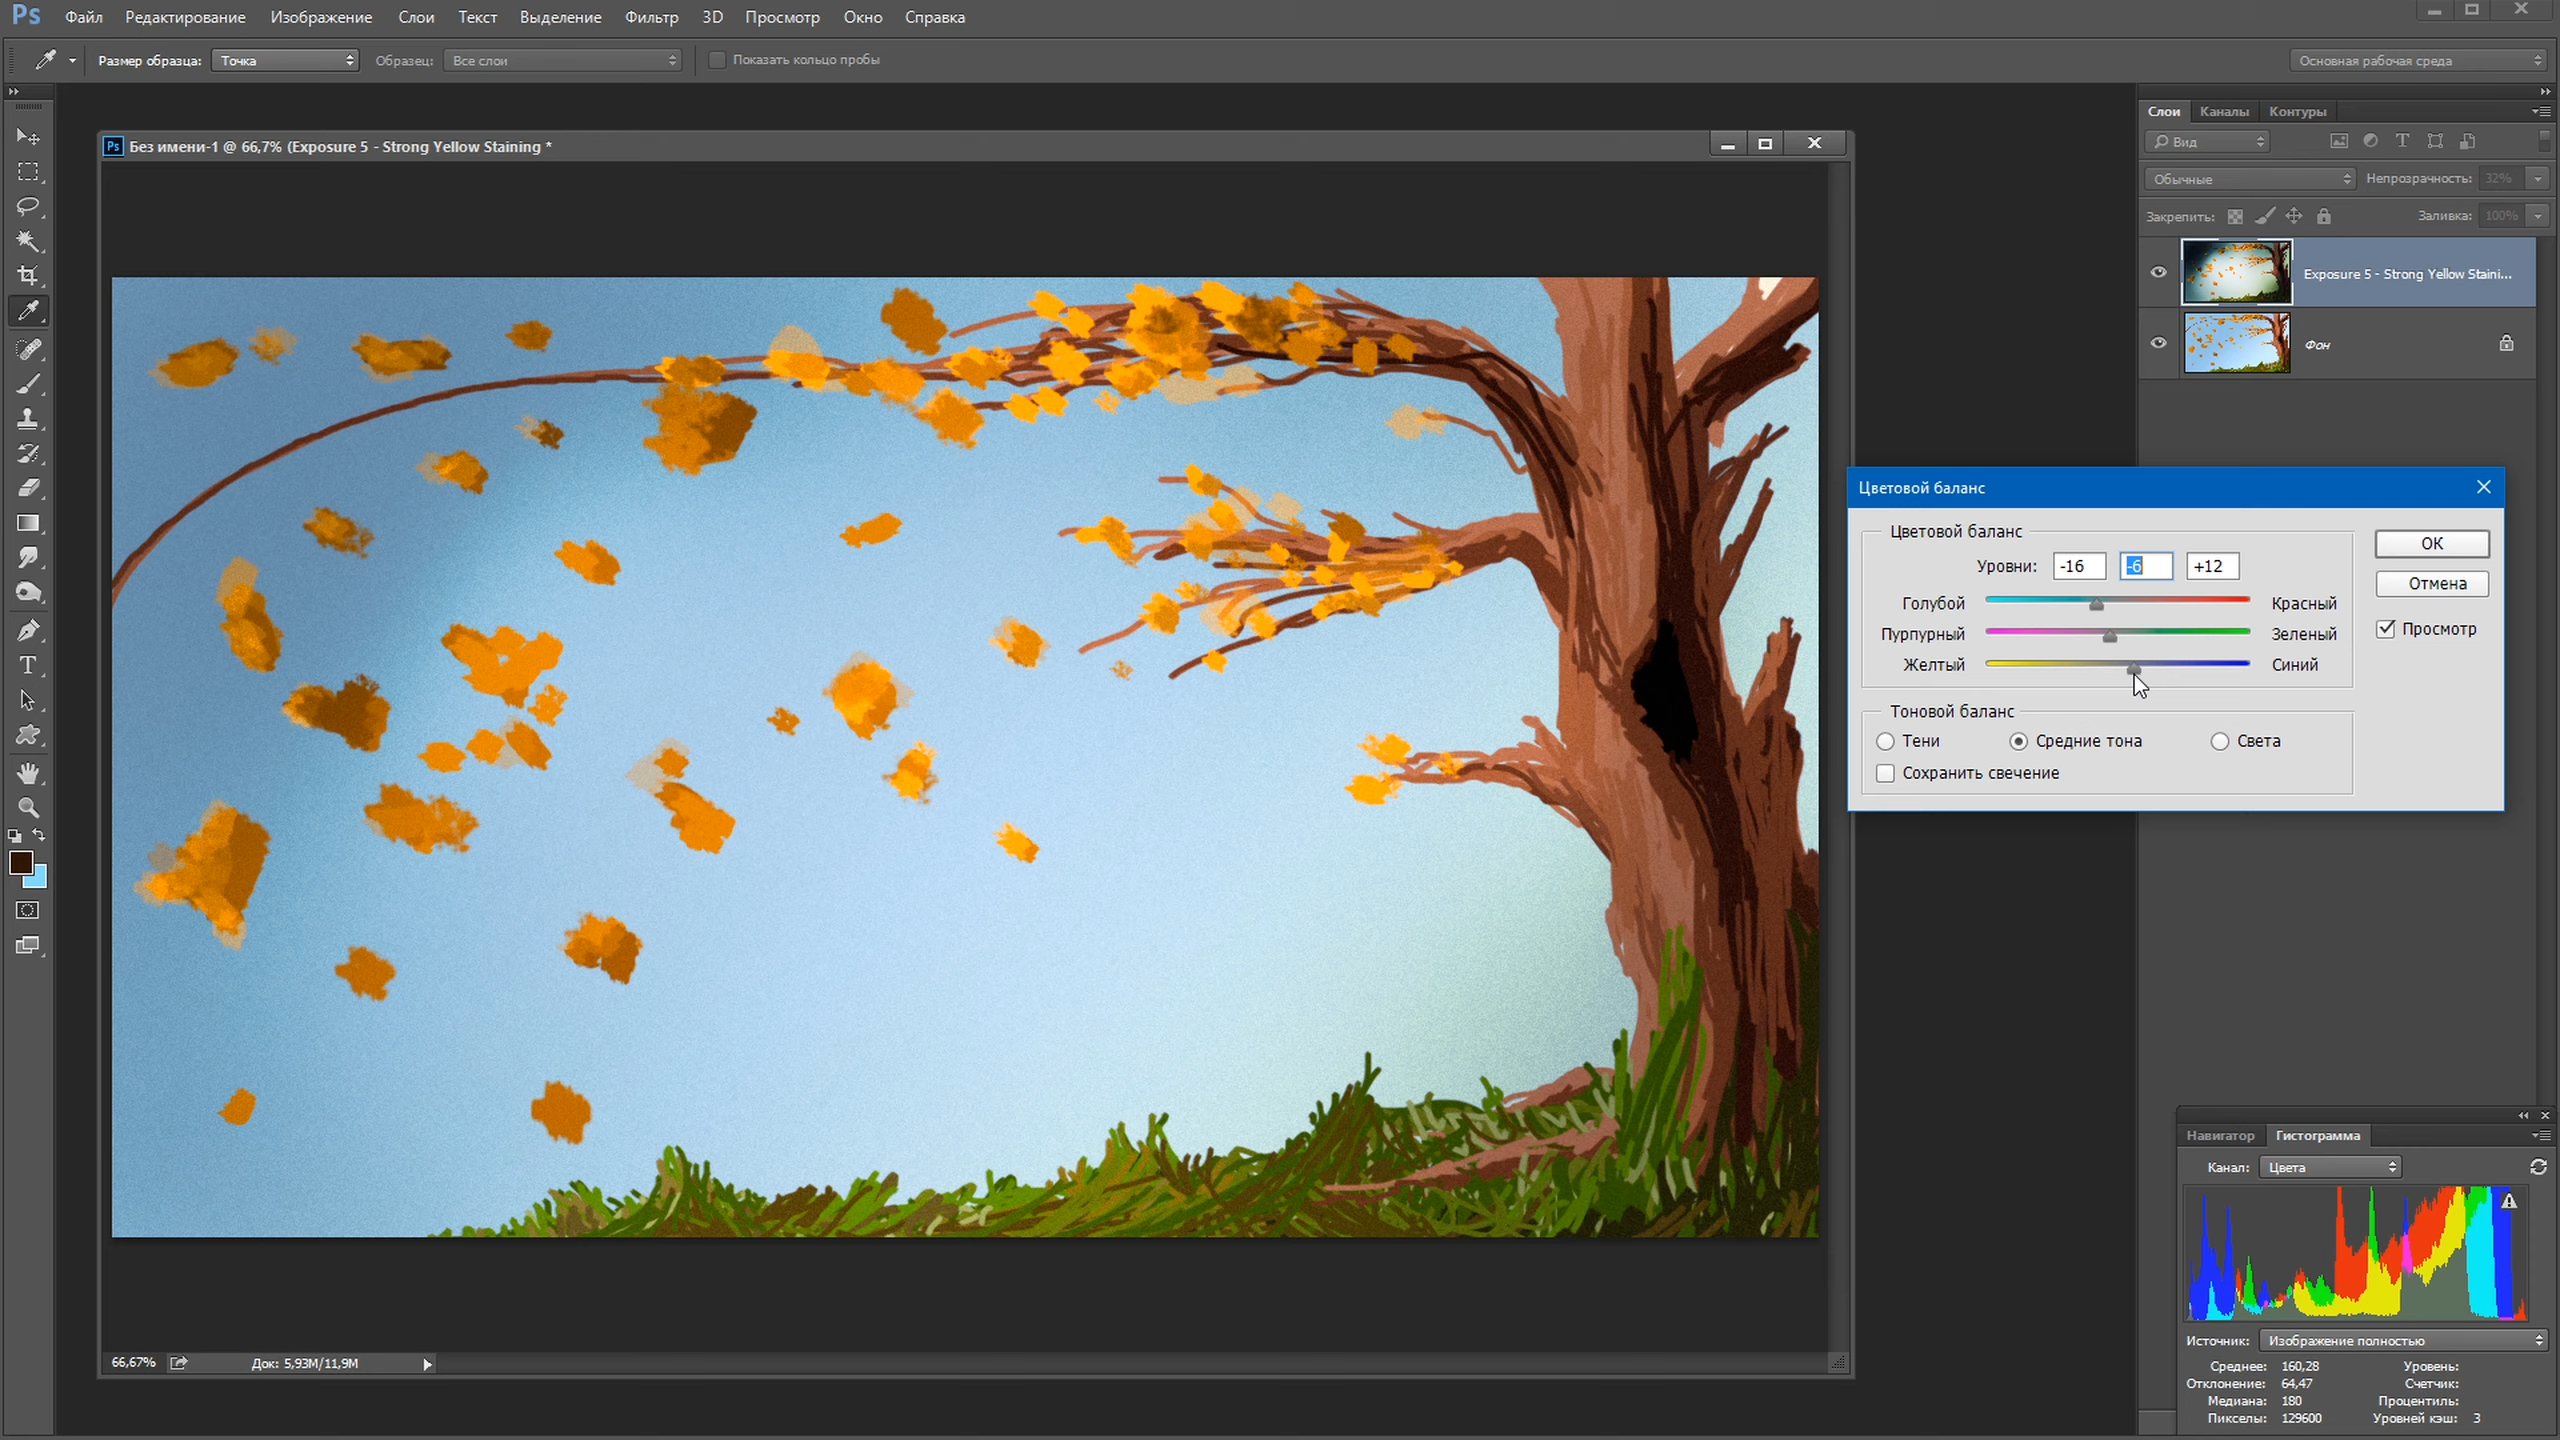 Ps Файл Редактирование Изображение Слои Текст Выделение Фильтр 3D Просмотр Окно Справка
Размер образца: Точка Образец: Все слои Показать кольцо пробы Основная рабочая среда
Ps Без имени-1 @ 66,7% (Exposure 5 - Strong Yellow Staining *
Слои Каналы Контуры
Вид
Обычные Непрозрачность: 32%
Закрепить: Заливка: 100%
Exposure 5 - Strong Yellow Staini...
Фон
Цветовой баланс
Цветовой баланс
Уровни: -16 -6 +12
Голубой Красный
Пурпурный Зеленый
Желтый Синий
OK
Отмена
Просмотр
Тоновой баланс
Тени Средние тона Света
Сохранить свечение
Навигатор Гистограмма
Канал: Цвета
Источник: Изображение полностью
Среднее: 160,28 Уровень:
Отклонение: 64,47 Счетчик:
Медиана: 180 Процентиль:
Пикселы: 129600 Уровней кэш: 3
66,67% Док: 5,93M/11,9M